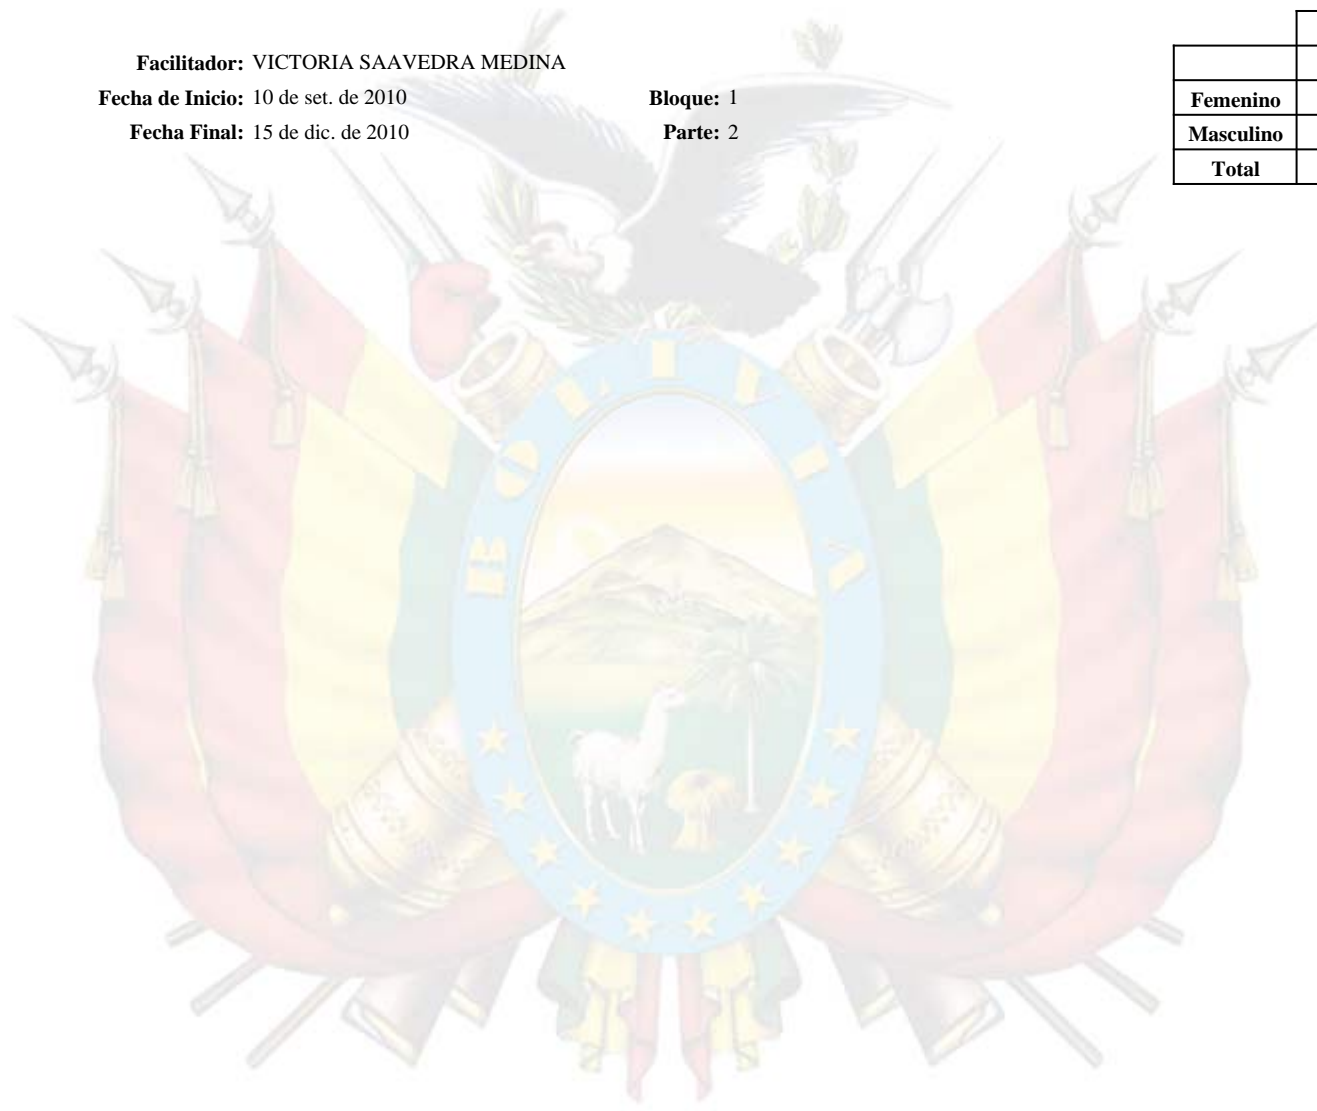 Facilitador: VICTORIA SAAVEDRA MEDINA
Fecha de Inicio: 10 de set. de 2010 Bloque: 1
Fecha Final: 15 de dic. de 2010 Parte: 2
Femenino
Masculino
Total
BOLIVIA